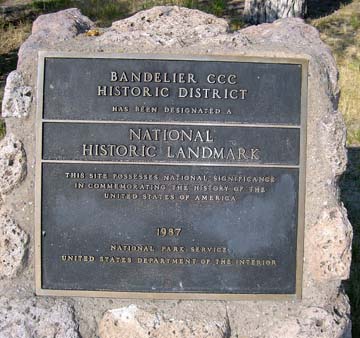 BANDELIER CCC
HISTORIC DISTRICT
HAS BEEN DESIGNATED A
NATIONAL
HISTORIC LANDMARK
THIS SITE POSSESSES NATIONAL SIGNIFICANCE
IN COMMEMORATING THE HISTORY OF THE
UNITED STATES OF AMERICA
1987
NATIONAL PARK SERVICE
UNITED STATES DEPARTMENT OF THE INTERIOR